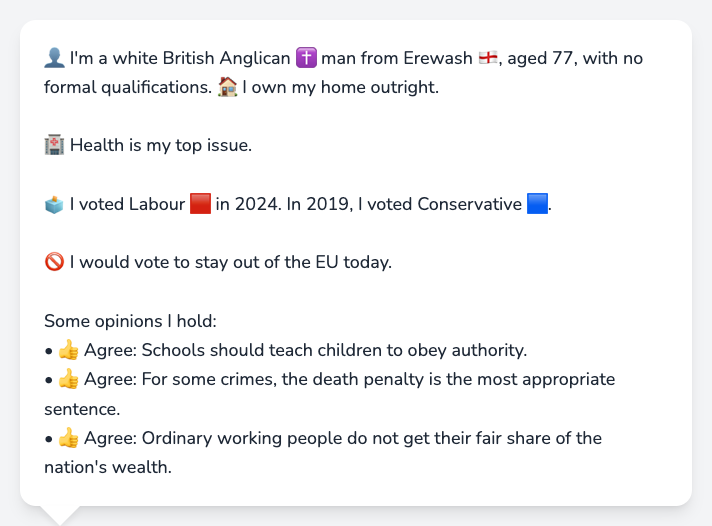 👤 I'm a white British Anglican ✝️ man from Erewash 🏴󠁧󠁢󠁥󠁮󠁧󠁿, aged 77, with no
formal qualifications. 🏠 I own my home outright.
🏥 Health is my top issue.
🗳️ I voted Labour 🟥 in 2024. In 2019, I voted Conservative 🟦.
🚫 I would vote to stay out of the EU today.
Some opinions I hold:
• 👍 Agree: Schools should teach children to obey authority.
• 👍 Agree: For some crimes, the death penalty is the most appropriate
sentence.
• 👍 Agree: Ordinary working people do not get their fair share of the
nation's wealth.